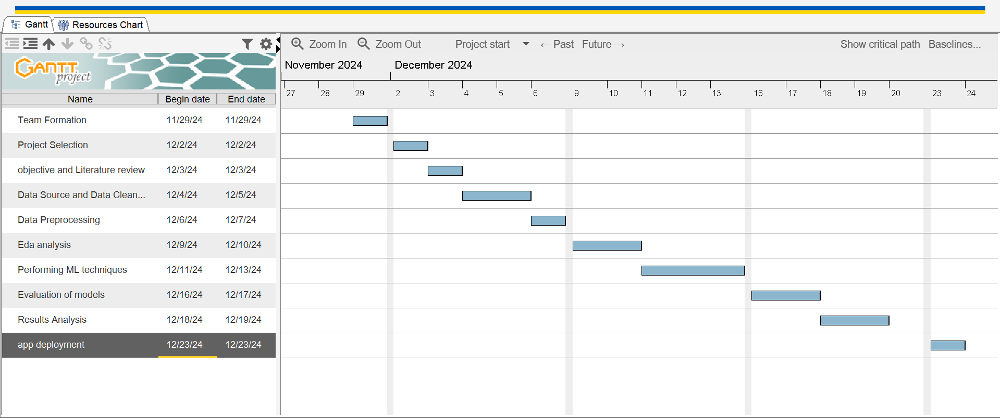 Gantt
Resources Chart
Zoom In Zoom Out Project start ← Past Future → Show critical path Baselines...
GANTT
project
November 2024 December 2024
27 28 29 2 3 4 5 6 9 10 11 12 13 16 17 18 19 20 23 24
Name Begin date End date
Team Formation 11/29/24 11/29/24
Project Selection 12/2/24 12/2/24
objective and Literature review 12/3/24 12/3/24
Data Source and Data Clean... 12/4/24 12/5/24
Data Preprocessing 12/6/24 12/7/24
Eda analysis 12/9/24 12/10/24
Performing ML techniques 12/11/24 12/13/24
Evaluation of models 12/16/24 12/17/24
Results Analysis 12/18/24 12/19/24
app deployment 12/23/24 12/23/24